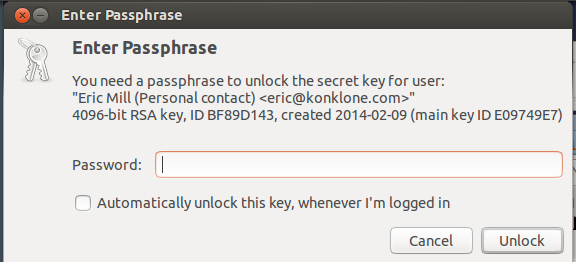 Enter Passphrase
Enter Passphrase
You need a passphrase to unlock the secret key for user:
"Eric Mill (Personal contact) <eric@konklone.com>"
4096-bit RSA key, ID BF89D143, created 2014-02-09 (main key ID E09749E7)
Password:
Automatically unlock this key, whenever I'm logged in
Cancel Unlock